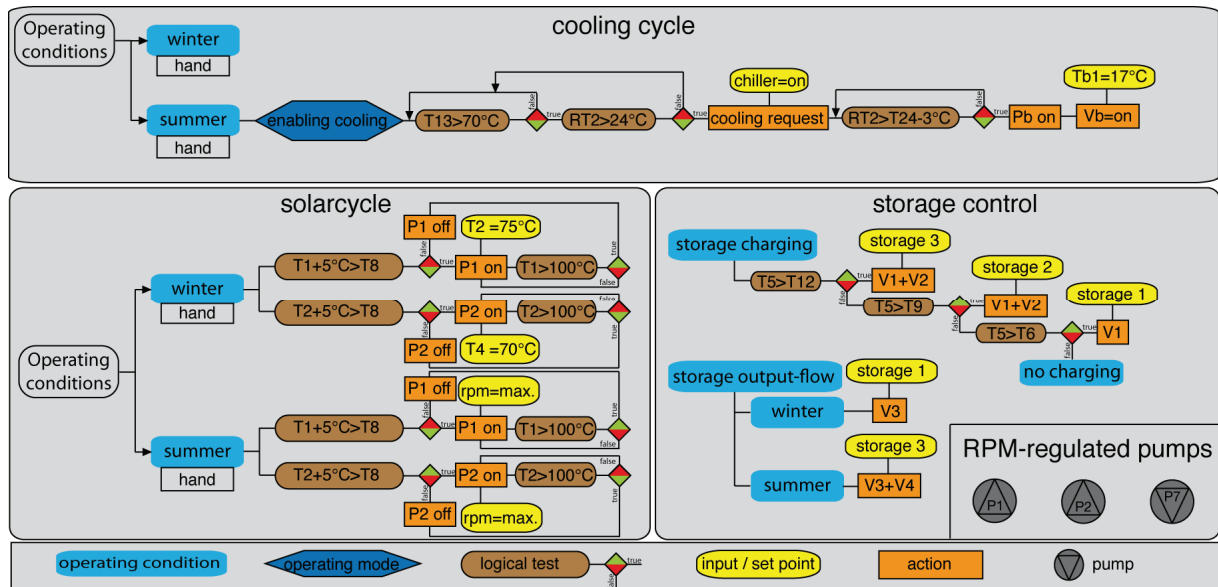 cooling cycle
Operating
conditions
winter
hand
summer
hand
enabling cooling
T13>70°C
false
true
RT2>24°C
false
true
chiller=on
cooling request
RT2>T24-3°C
false
true
Pb on
Tb1=17°C
Vb=on
solarcycle
Operating
conditions
winter
hand
T1+5°C>T8
false
true
P1 off
T2 =75°C
P1 on
T1>100°C
true
false
T2+5°C>T8
true
false
P2 on
T2>100°C
false
true
P2 off
T4 =70°C
summer
hand
T1+5°C>T8
false
true
P1 off
rpm=max.
P1 on
T1>100°C
true
false
T2+5°C>T8
true
false
P2 on
T2>100°C
false
true
P2 off
rpm=max.
storage control
storage charging
T5>T12
true
false
storage 3
V1+V2
T5>T9
true
false
storage 2
V1+V2
T5>T6
true
false
storage 1
V1
no charging
storage output-flow
winter
storage 1
V3
summer
storage 3
V3+V4
RPM-regulated pumps
P1
P2
P7
operating condition
operating mode
logical test
true
false
input / set point
action
pump